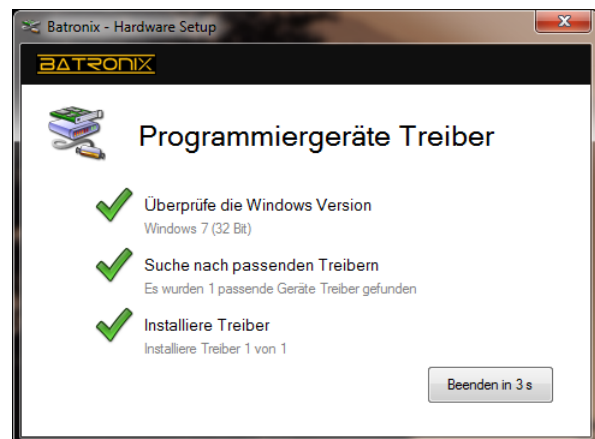 Batronix - Hardware Setup
BATRONIX
Programmiergeräte Treiber
Überprüfe die Windows Version
Windows 7 (32 Bit)
Suche nach passenden Treibern
Es wurden 1 passende Geräte Treiber gefunden
Installiere Treiber
Installiere Treiber 1 von 1
Beenden in 3 s